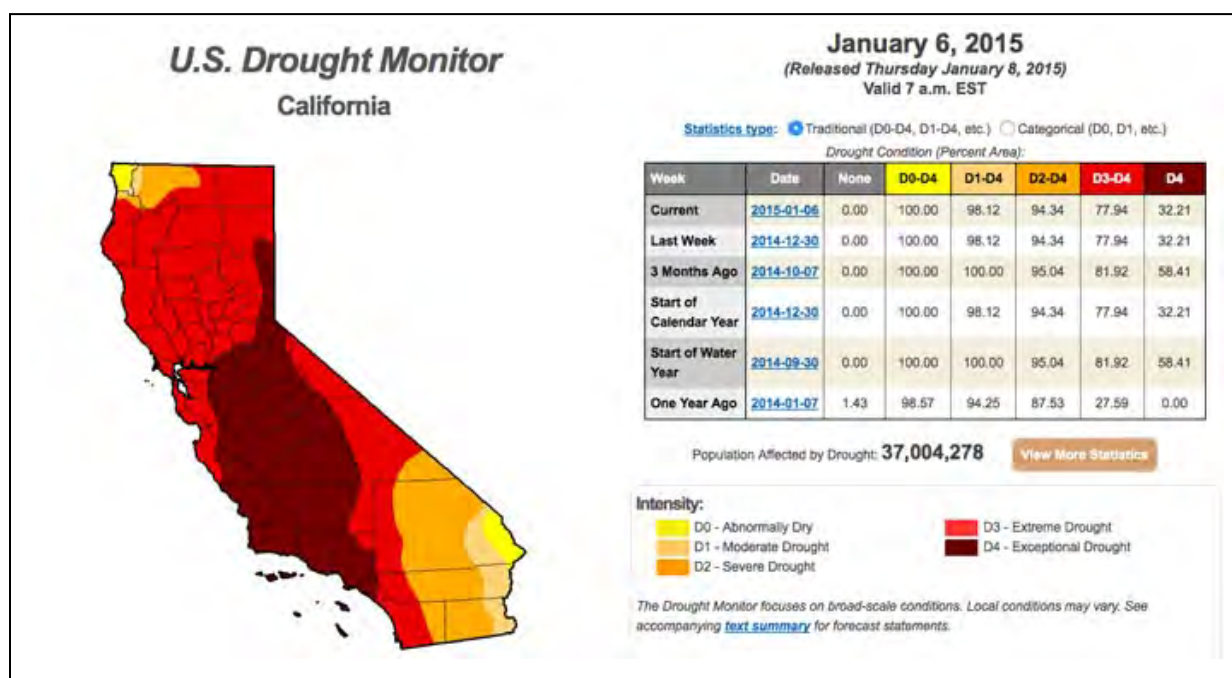 U.S. Drought Monitor
California
January 6, 2015
(Released Thursday January 8, 2015)
Valid 7 a.m. EST
Statistics type: Traditional (D0-D4, D1-D4, etc.) Categorical (D0, D1, etc.)
Drought Condition (Percent Area):
Week Date None D0-D4 D1-D4 D2-D4 D3-D4 D4
Current 2015-01-06 0.00 100.00 98.12 94.34 77.94 32.21
Last Week 2014-12-30 0.00 100.00 98.12 94.34 77.94 32.21
3 Months Ago 2014-10-07 0.00 100.00 100.00 95.04 81.92 58.41
Start of
Calendar Year 2014-12-30 0.00 100.00 98.12 94.34 77.94 32.21
Start of Water
Year 2014-09-30 0.00 100.00 100.00 95.04 81.92 58.41
One Year Ago 2014-01-07 1.43 98.57 94.25 87.53 27.59 0.00
Population Affected by Drought: 37,004,278 View More Statistics
Intensity:
D0 - Abnormally Dry
D1 - Moderate Drought
D2 - Severe Drought
D3 - Extreme Drought
D4 - Exceptional Drought
The Drought Monitor focuses on broad-scale conditions. Local conditions may vary. See
accompanying text summary for forecast statements.